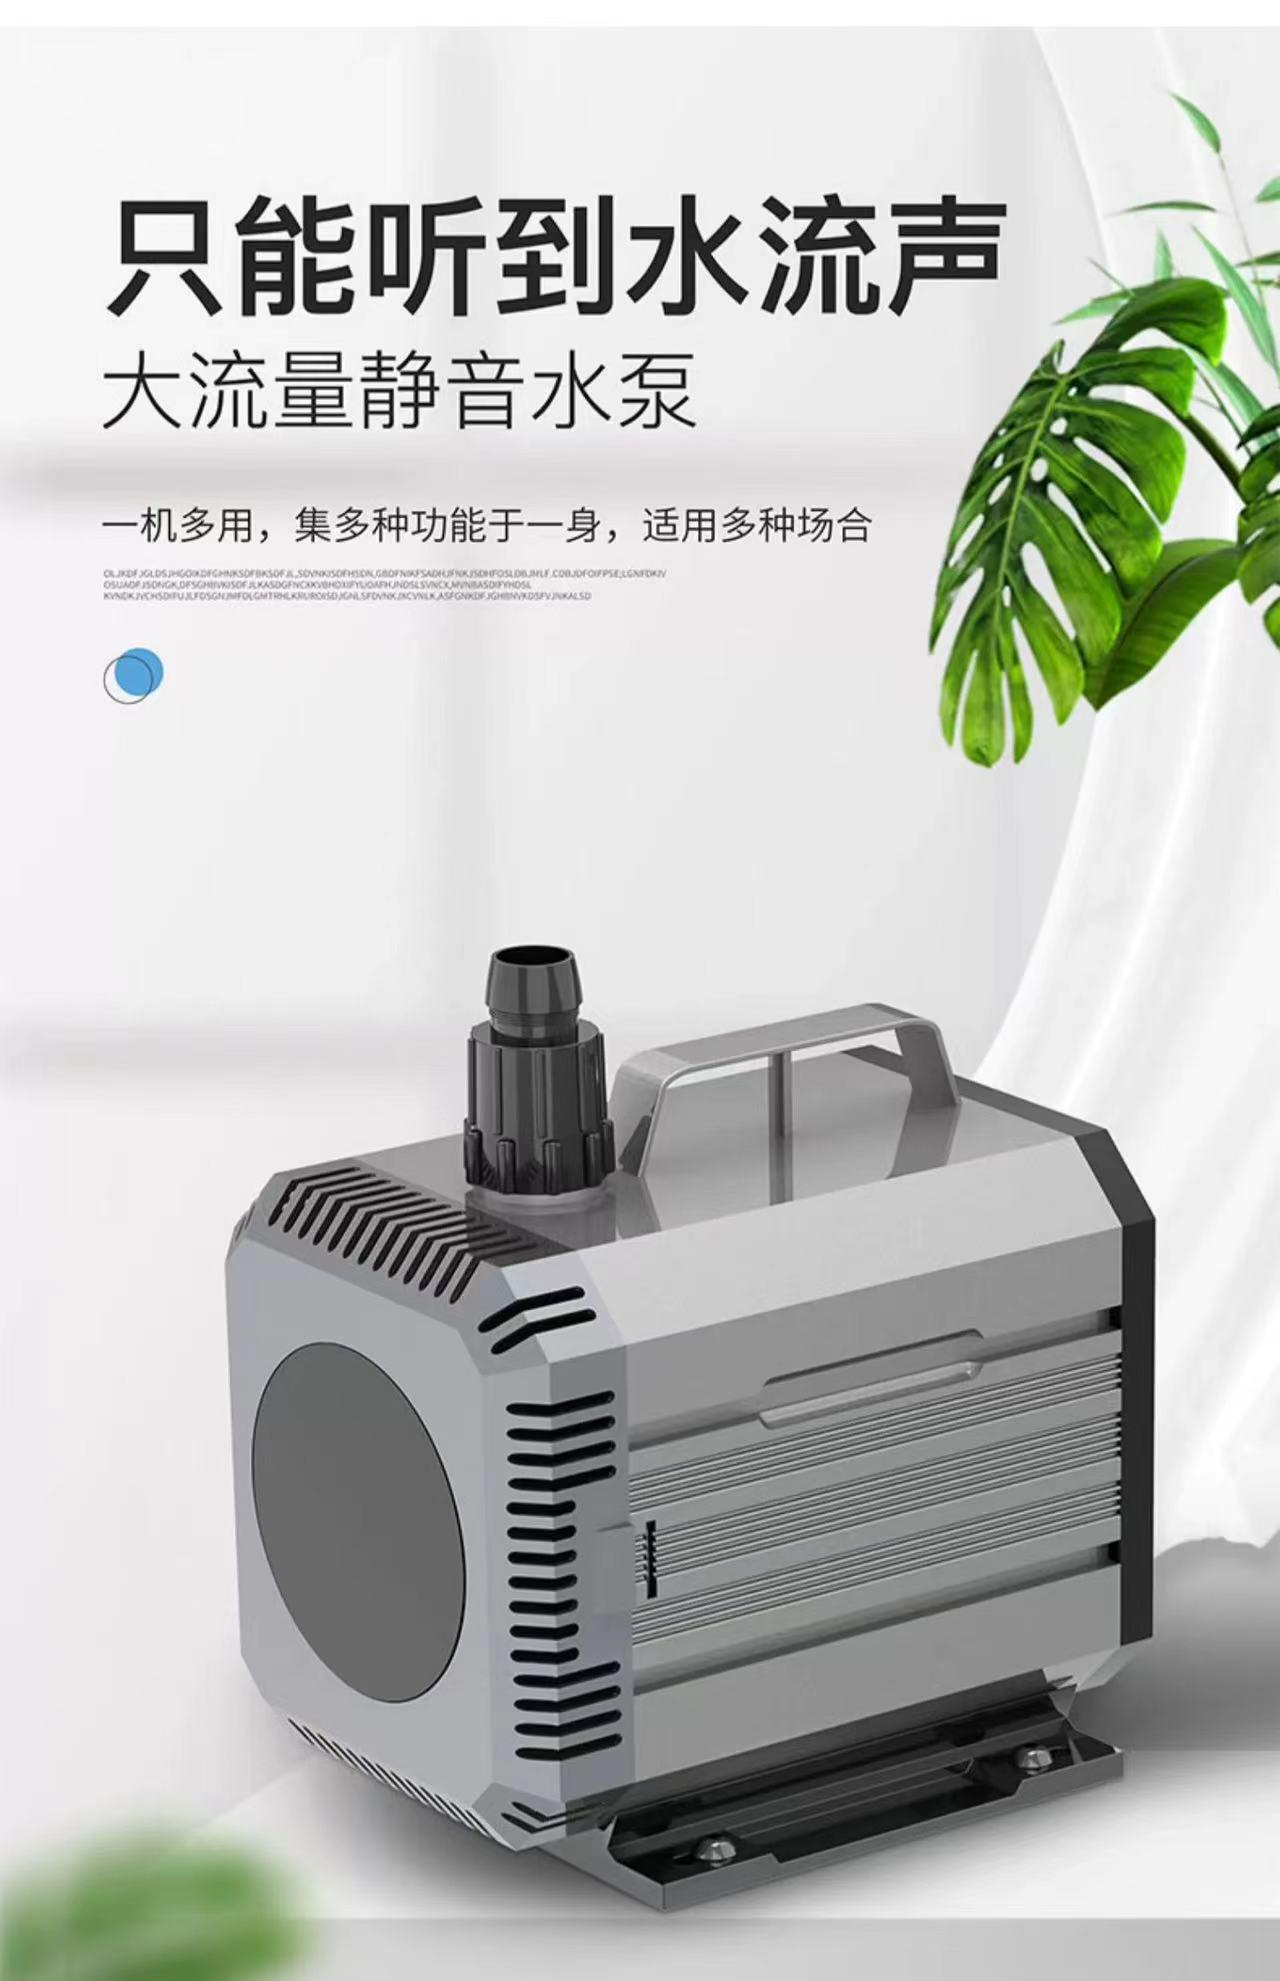 只能听到水流声
大流量静音水泵
一机多用，集多种功能于一身，适用多种场合